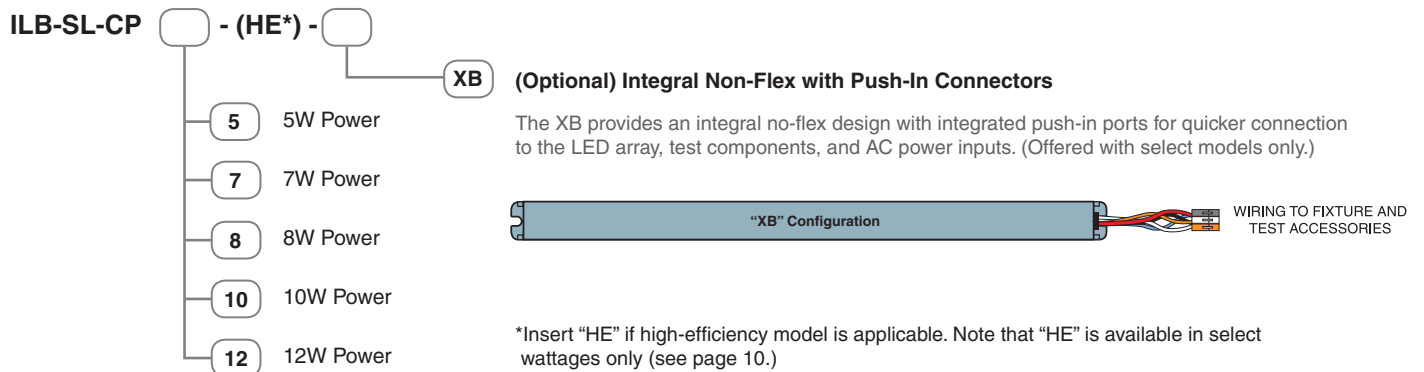 ILB-SL-CP - (HE*) -
XB (Optional) Integral Non-Flex with Push-In Connectors
The XB provides an integral no-flex design with integrated push-in ports for quicker connection
to the LED array, test components, and AC power inputs. (Offered with select models only.)
5 5W Power
7 7W Power
8 8W Power
10 10W Power
12 12W Power
“XB” Configuration
WIRING TO FIXTURE AND
TEST ACCESSORIES
*Insert “HE” if high-efficiency model is applicable. Note that “HE” is available in select
wattages only (see page 10.)